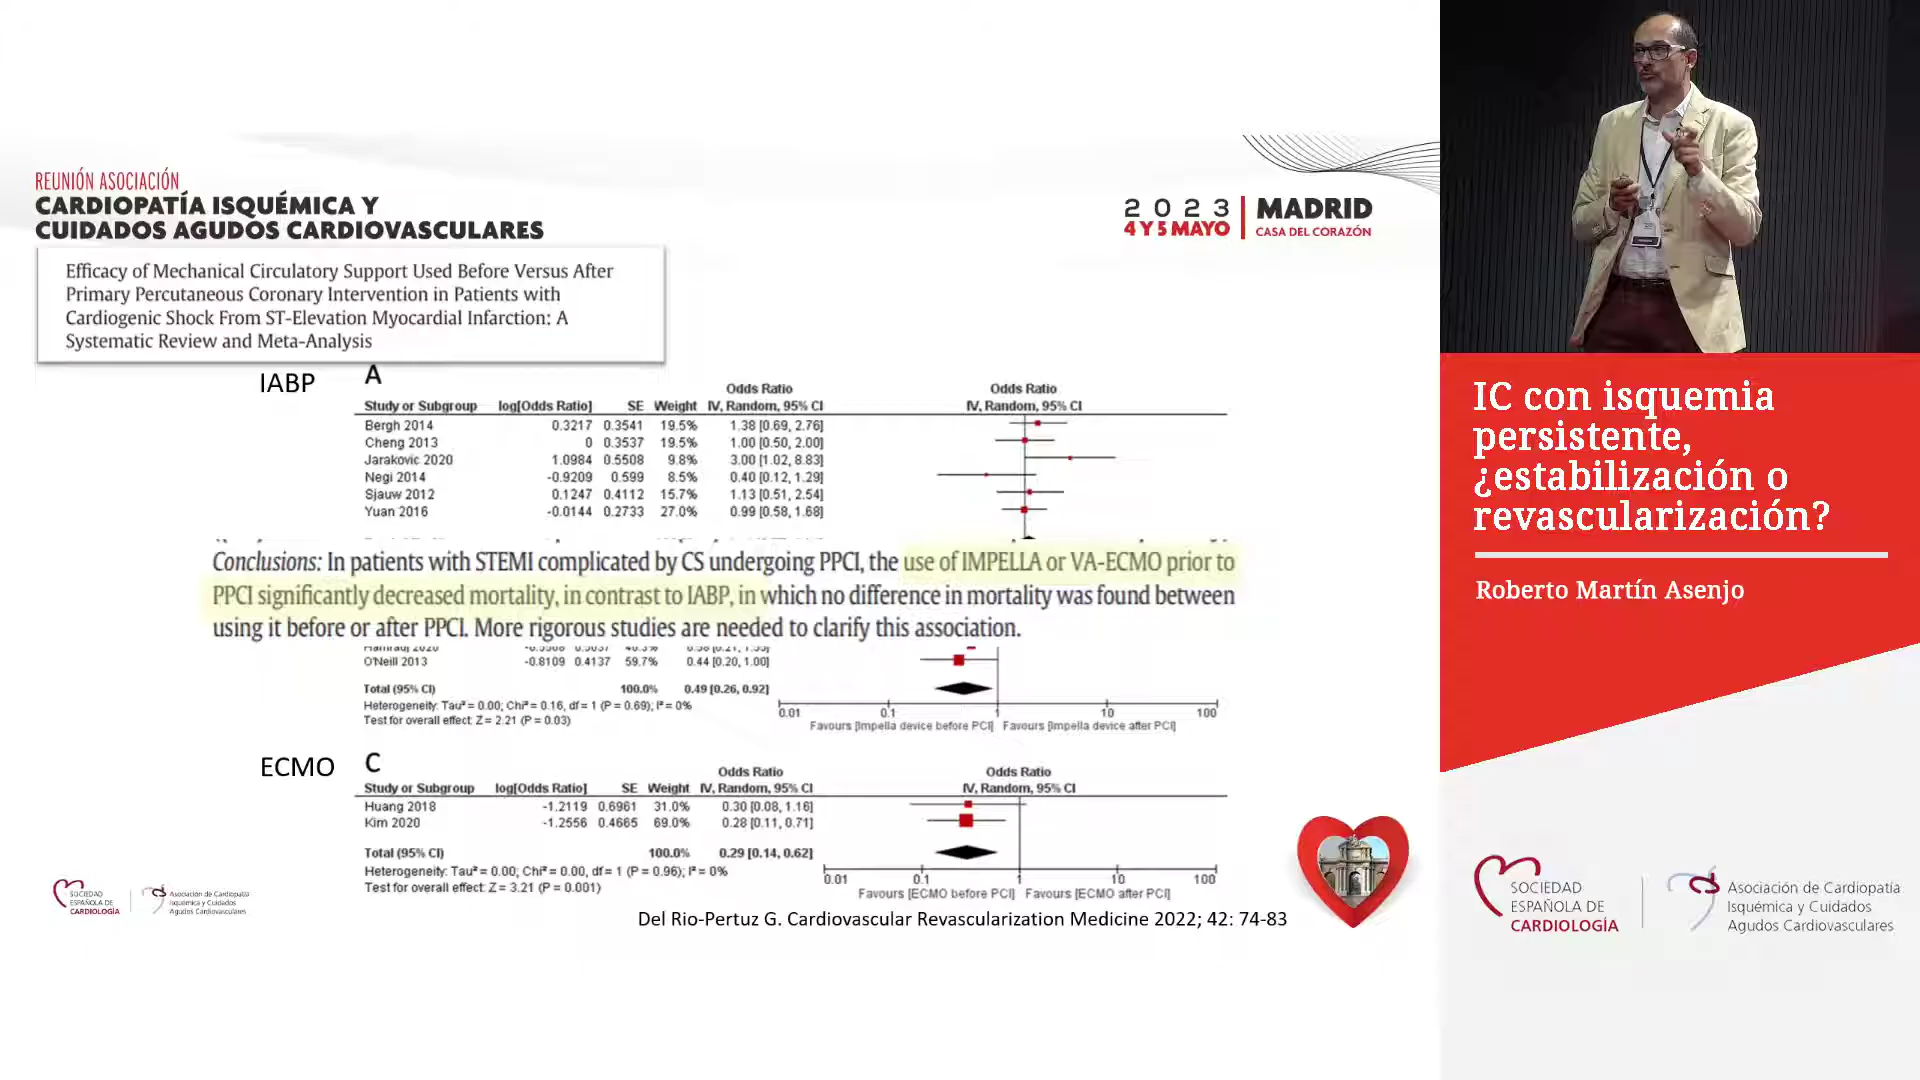 REUNIÓN ASOCIACIÓN
CARDIOPATÍA ISQUÉMICA Y
CUIDADOS AGUDOS CARDIOVASCULARES
2023 MADRID
4 Y 5 MAYO CASA DEL CORAZÓN
Efficacy of Mechanical Circulatory Support Used Before Versus After
Primary Percutaneous Coronary Intervention in Patients with
Cardiogenic Shock From ST-Elevation Myocardial Infarction: A
Systematic Review and Meta-Analysis
IABP A
Odds Ratio Odds Ratio
Study or Subgroup log[Odds Ratio] SE Weight IV, Random, 95% CI IV, Random, 95% CI
Bergh 2014 0.3217 0.3541 19.5% 1.38 [0.69, 2.76]
Cheng 2013 0 0.3537 19.5% 1.00 [0.50, 2.00]
Jarakovic 2020 1.0984 0.5508 9.8% 3.00 [1.02, 8.83]
Negi 2014 -0.9209 0.599 8.5% 0.40 [0.12, 1.29]
Sjauw 2012 0.1247 0.4112 15.7% 1.13 [0.51, 2.54]
Yuan 2016 -0.0144 0.2733 27.0% 0.99 [0.58, 1.68]
Conclusions: In patients with STEMI complicated by CS undergoing PPCI, the use of IMPELLA or VA-ECMO prior to
PPCI significantly decreased mortality, in contrast to IABP, in which no difference in mortality was found between
using it before or after PPCI. More rigorous studies are needed to clarify this association.
O'Neill 2013 -0.8109 0.4137 59.7% 0.44 [0.20, 1.00]
Total (95% CI) 100.0% 0.49 [0.26, 0.92]
Heterogeneity: Tau² = 0.00; Chi² = 0.16, df = 1 (P = 0.69); I² = 0%
Test for overall effect: Z = 2.21 (P = 0.03)
0.01 0.1 1 10 100
Favours [Impella device before PCI] Favours [Impella device after PCI]
ECMO C
Odds Ratio Odds Ratio
Study or Subgroup log[Odds Ratio] SE Weight IV, Random, 95% CI IV, Random, 95% CI
Huang 2018 -1.2119 0.6961 31.0% 0.30 [0.08, 1.16]
Kim 2020 -1.2556 0.4665 69.0% 0.28 [0.11, 0.71]
Total (95% CI) 100.0% 0.29 [0.14, 0.62]
Heterogeneity: Tau² = 0.00; Chi² = 0.00, df = 1 (P = 0.96); I² = 0%
Test for overall effect: Z = 3.21 (P = 0.001)
0.01 0.1 1 10 100
Favours [ECMO before PCI] Favours [ECMO after PCI]
Del Rio-Pertuz G. Cardiovascular Revascularization Medicine 2022; 42: 74-83
SOCIEDAD
ESPAÑOLA DE
CARDIOLOGÍA
Asociación de Cardiopatía
Isquémica y Cuidados
Agudos Cardiovasculares
IC con isquemia
persistente,
¿estabilización o
revascularización?
Roberto Martín Asenjo
SOCIEDAD
ESPAÑOLA DE
CARDIOLOGÍA
Asociación de Cardiopatía
Isquémica y Cuidados
Agudos Cardiovasculares